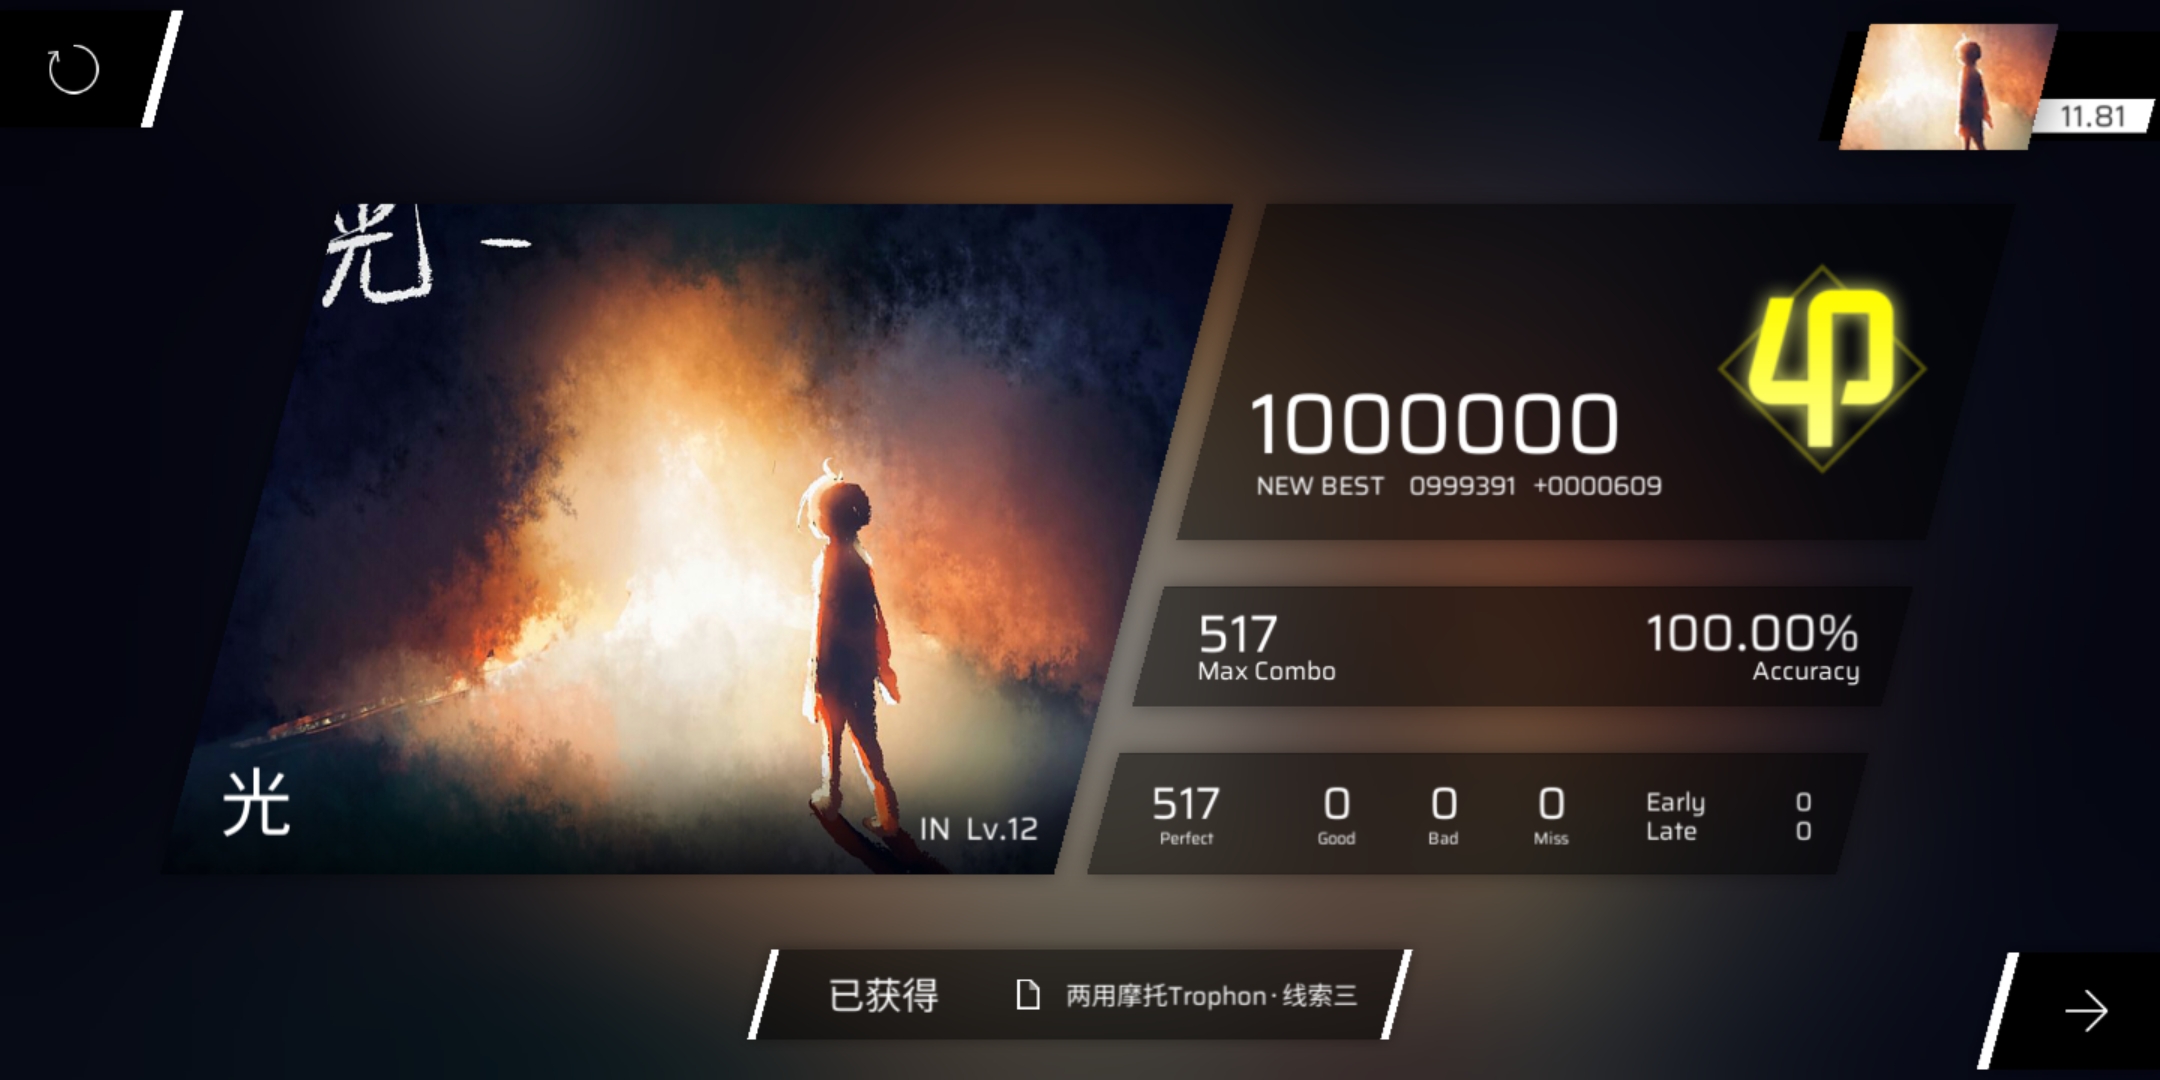 11.81
光 一
1000000
NEW BEST 0999391 +0000609
517
Max Combo
100.00%
Accuracy
光
IN Lv.12
517
Perfect
0
Good
0
Bad
0
Miss
Early 0
Late 0
已获得 两用摩托Trophon·线索三